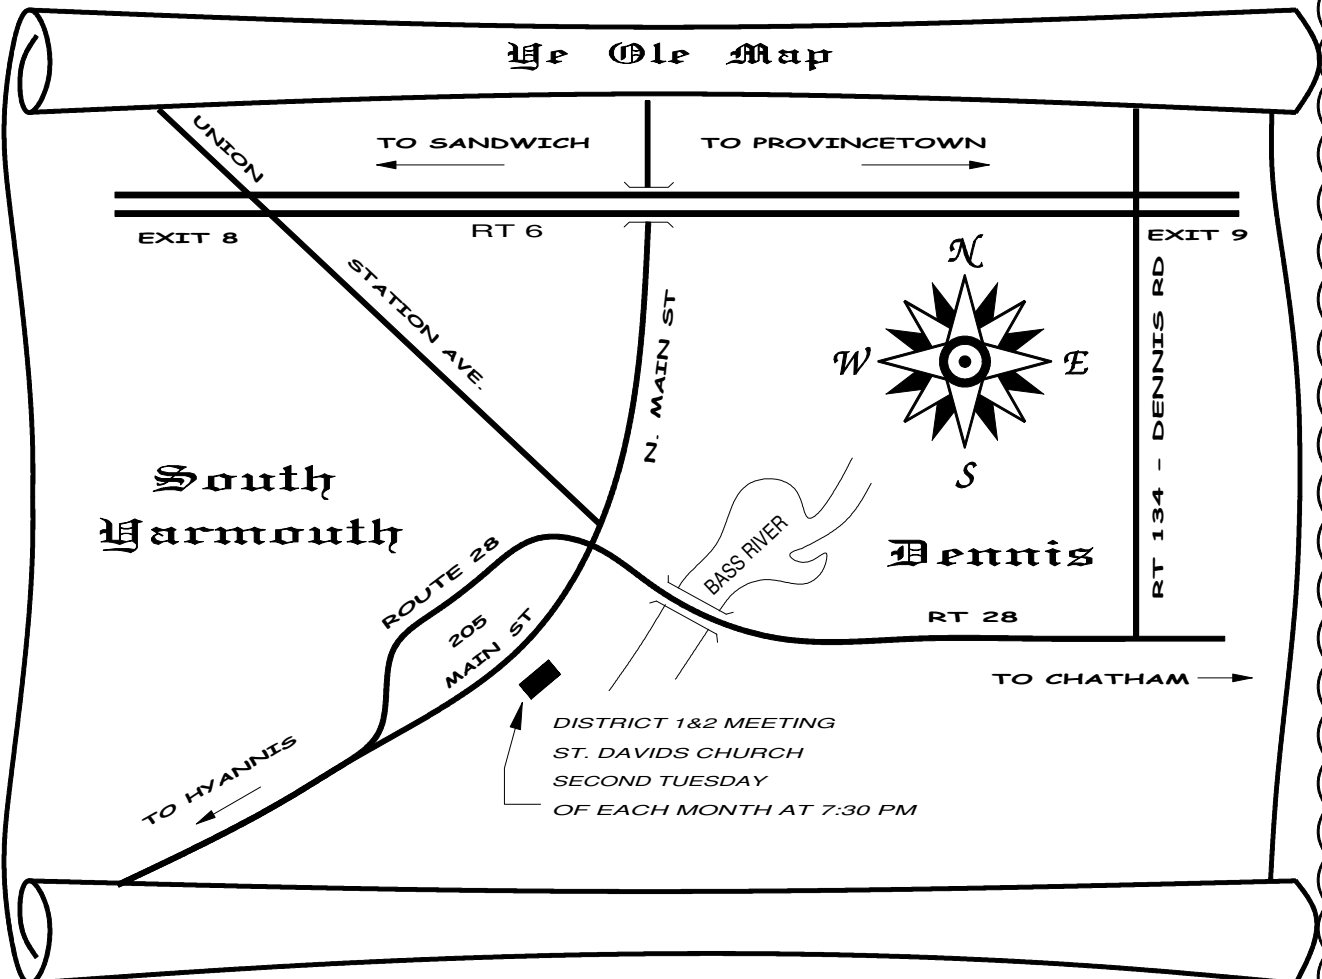 Ye Ole Map
UNION
TO SANDWICH
TO PROVINCETOWN
EXIT 8
RT 6
EXIT 9
STATION AVE.
N. MAIN ST
N
W
E
S
RT 134 - DENNIS RD
South
Yarmouth
BASS RIVER
Dennis
ROUTE 28
205
MAIN ST
RT 28
TO CHATHAM
TO HYANNIS
DISTRICT 1&2 MEETING
ST. DAVIDS CHURCH
SECOND TUESDAY
OF EACH MONTH AT 7:30 PM